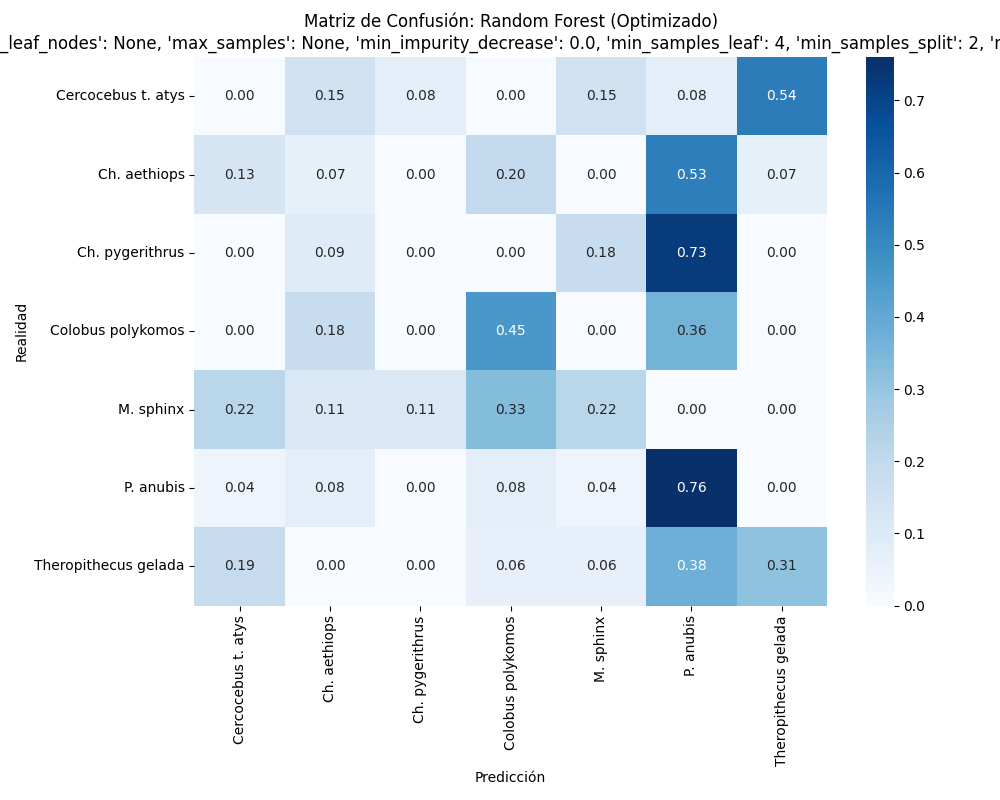 Matriz de Confusión: Random Forest (Optimizado)
_leaf_nodes': None, 'max_samples': None, 'min_impurity_decrease': 0.0, 'min_samples_leaf': 4, 'min_samples_split': 2, 'r
Cercocebus t. atys 0.00 0.15 0.08 0.00 0.15 0.08 0.54
Ch. aethiops 0.13 0.07 0.00 0.20 0.00 0.53 0.07
Ch. pygerithrus 0.00 0.09 0.00 0.00 0.18 0.73 0.00
Colobus polykomos 0.00 0.18 0.00 0.45 0.00 0.36 0.00
M. sphinx 0.22 0.11 0.11 0.33 0.22 0.00 0.00
P. anubis 0.04 0.08 0.00 0.08 0.04 0.76 0.00
Theropithecus gelada 0.19 0.00 0.00 0.06 0.06 0.38 0.31
Realidad
Cercocebus t. atys
Ch. aethiops
Ch. pygerithrus
Colobus polykomos
M. sphinx
P. anubis
Theropithecus gelada
Predicción
0.7
0.6
0.5
0.4
0.3
0.2
0.1
0.0